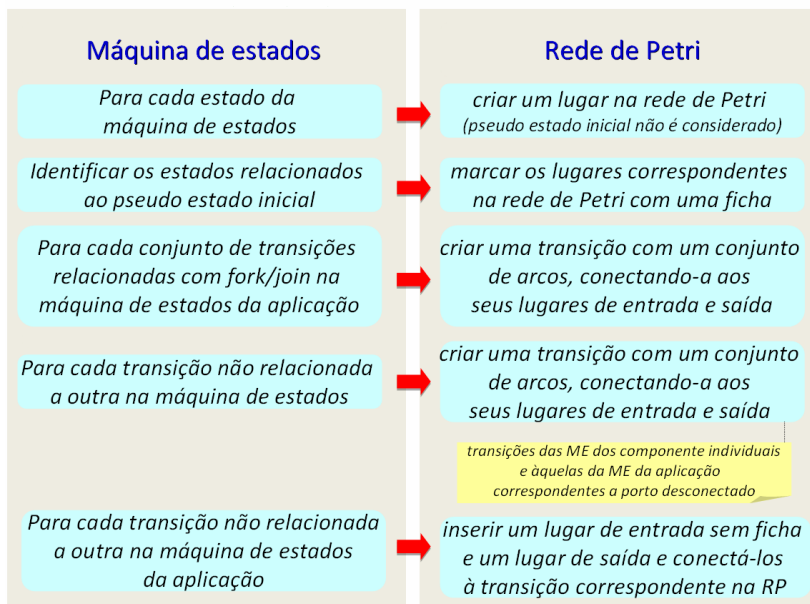 Máquina de estados
Rede de Petri
Para cada estado da
máquina de estados
criar um lugar na rede de Petri
(pseudo estado inicial não é considerado)
Identificar os estados relacionados
ao pseudo estado inicial
marcar os lugares correspondentes
na rede de Petri com uma ficha
Para cada conjunto de transições
relacionadas com fork/join na
máquina de estados da aplicação
criar uma transição com um conjunto
de arcos, conectando-a aos
seus lugares de entrada e saída
Para cada transição não relacionada
a outra na máquina de estados
criar uma transição com um conjunto
de arcos, conectando-a aos
seus lugares de entrada e saída
transições das ME dos componente individuais
e àquelas da ME da aplicação
correspondentes a porto desconectado
Para cada transição não relacionada
a outra na máquina de estados
da aplicação
inserir um lugar de entrada sem ficha
e um lugar de saída e conectá-los
à transição correspondente na RP